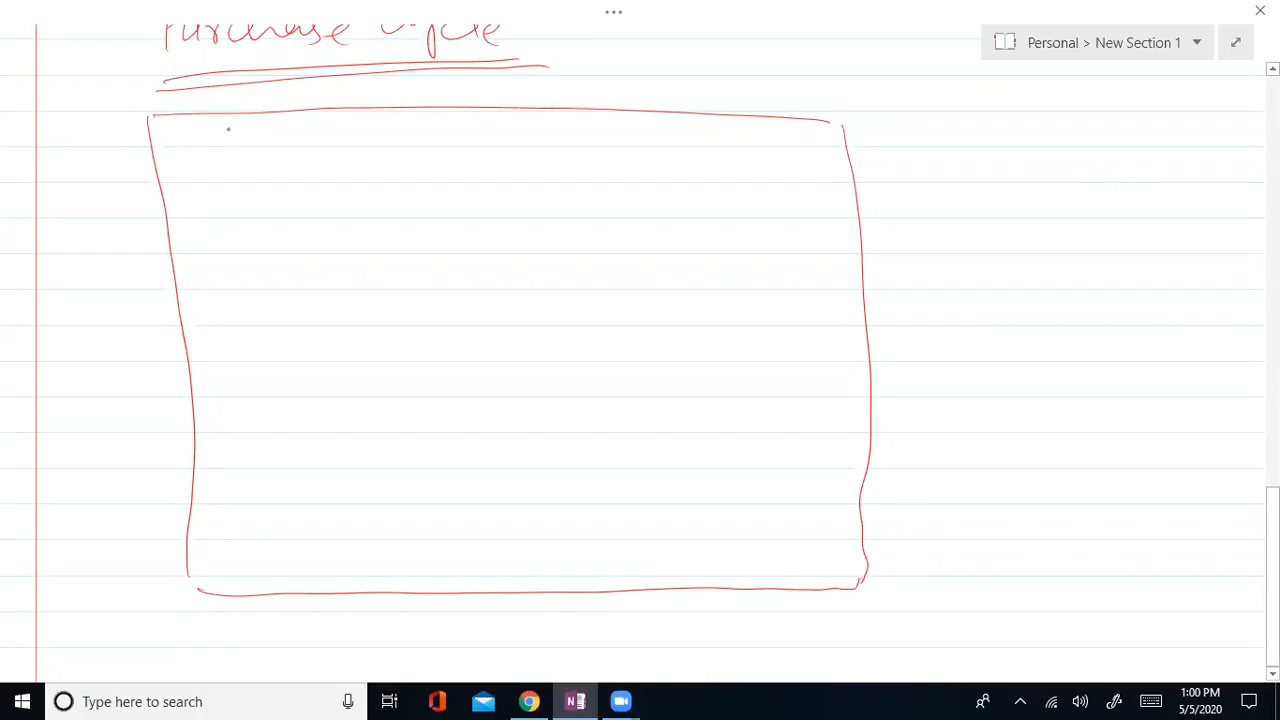 Purchase Cycle
Personal > New Section 1
Type here to search
1:00 PM
5/5/2020